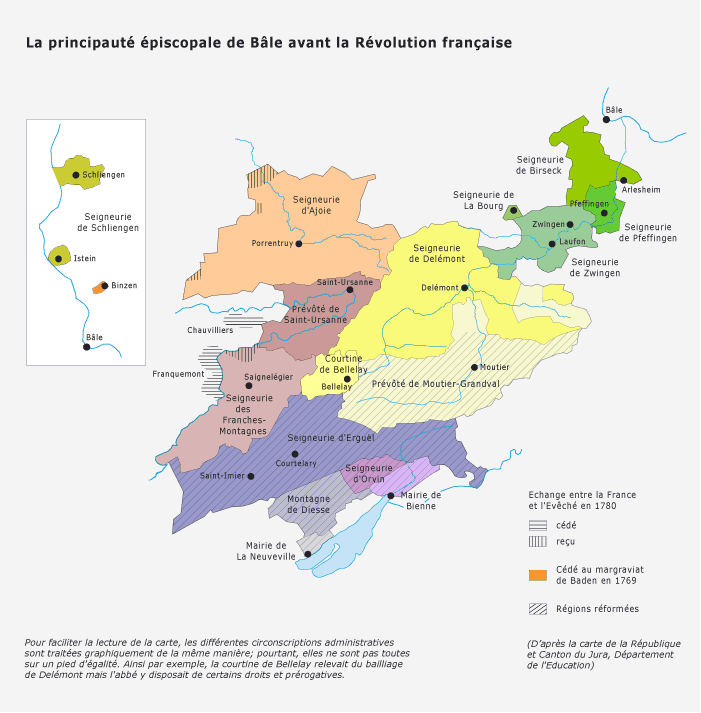 La principauté épiscopale de Bâle avant la Révolution française
Schliengen
Seigneurie
de Schliengen
Istein
Binzen
Bâle
Bâle
Seigneurie
de Birseck
Arlesheim
Pfeffingen
Seigneurie
de Pfeffingen
Seigneurie de
La Bourg
Zwingen
Laufon
Seigneurie
de Zwingen
Seigneurie
d'Ajoie
Porrentruy
Seigneurie
de Delémont
Delémont
Saint-Ursanne
Prévôté de
Saint-Ursanne
Chauvilliers
Franquemont
Saignelégier
Seigneurie
des
Franches-
Montagnes
Courtine
de Bellelay
Bellelay
Moutier
Prévôté de Moutier-Grandval
Seigneurie d'Erguël
Courtelary
Saint-Imier
Seigneurie
d'Orvin
Montagne
de Diesse
Mairie de
Bienne
Mairie de
La Neuveville
Echange entre la France
et l'Evêché en 1780
cédé
reçu
Cédé au margraviat
de Baden en 1769
Régions réformées
Pour faciliter la lecture de la carte, les différentes circonscriptions administratives
sont traitées graphiquement de la même manière; pourtant, elles ne sont pas toutes
sur un pied d'égalité. Ainsi par exemple, la courtine de Bellelay relevait du bailliage
de Delémont mais l'abbé y disposait de certains droits et prérogatives.
(D'après la carte de la République
et Canton du Jura, Département
de l'Education)